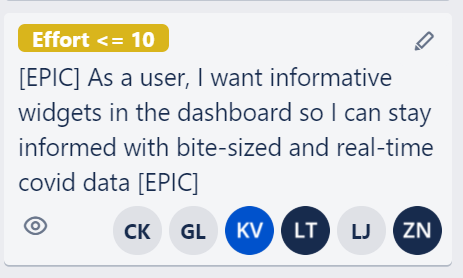 Effort <= 10
[EPIC] As a user, I want informative
widgets in the dashboard so I can stay
informed with bite-sized and real-time
covid data [EPIC]
CK GL KV LT LJ ZN